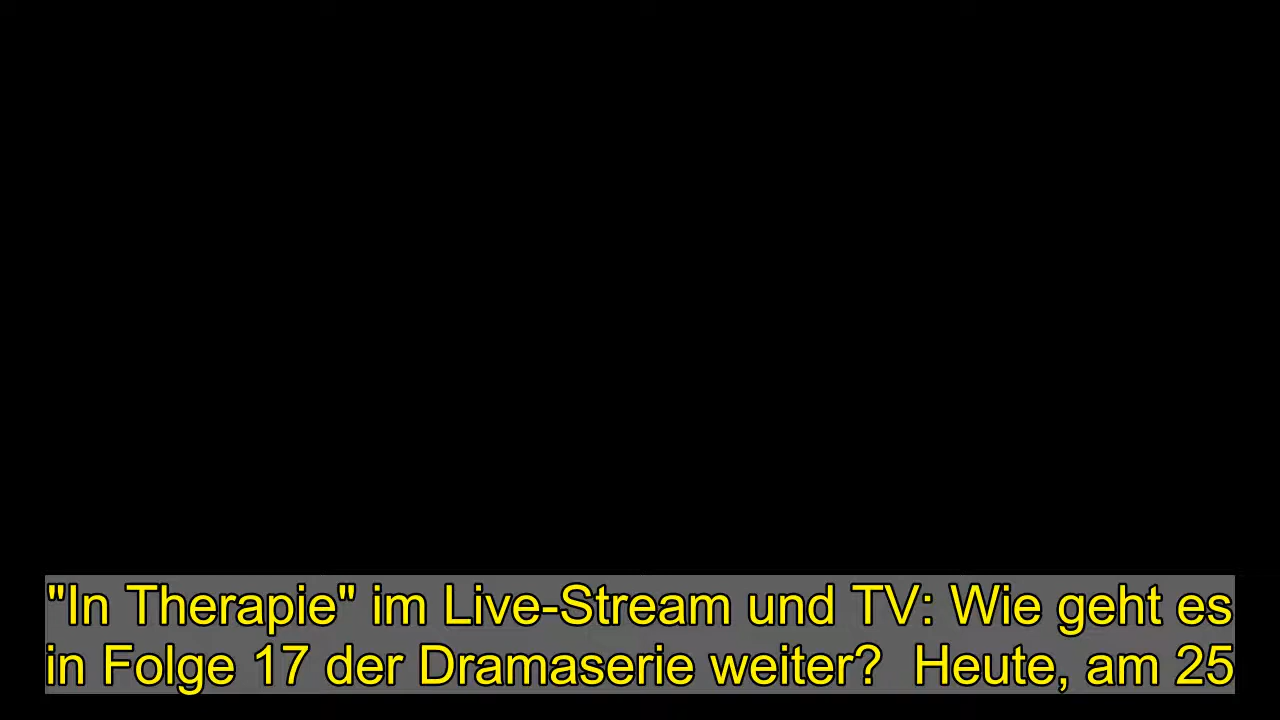 "In Therapie" im Live-Stream und TV: Wie geht es
in Folge 17 der Dramaserie weiter?  Heute, am 25